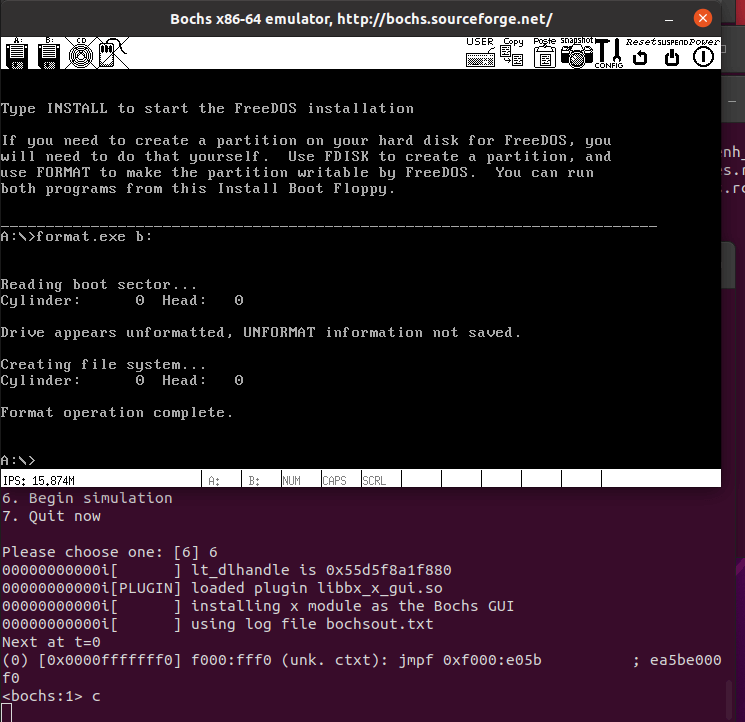 Bochs x86-64 emulator, http://bochs.sourceforge.net/
A: B: CD USER Copy Paste snapshot CONFIG Reset SUSPEND Power
Type INSTALL to start the FreeDOS installation
If you need to create a partition on your hard disk for FreeDOS, you
will need to do that yourself.  Use FDISK to create a partition, and
use FORMAT to make the partition writable by FreeDOS.  You can run
both programs from this Install Boot Floppy.
A:\>format.exe b:
Reading boot sector...
Cylinder:      0  Head:   0
Drive appears unformatted, UNFORMAT information not saved.
Creating file system...
Cylinder:      0  Head:   0
Format operation complete.
A:\>
IPS: 15.874M A: B: NUM CAPS SCRL
enh_
es.r
.ro
6. Begin simulation
7. Quit now
Please choose one: [6] 6
00000000000i[      ] lt_dlhandle is 0x55d5f8a1f880
00000000000i[PLUGIN] loaded plugin libbx_x_gui.so
00000000000i[      ] installing x module as the Bochs GUI
00000000000i[      ] using log file bochsout.txt
Next at t=0
(0) [0x0000fffffff0] f000:fff0 (unk. ctxt): jmpf 0xf000:e05b          ; ea5be000
f0
<bochs:1> c